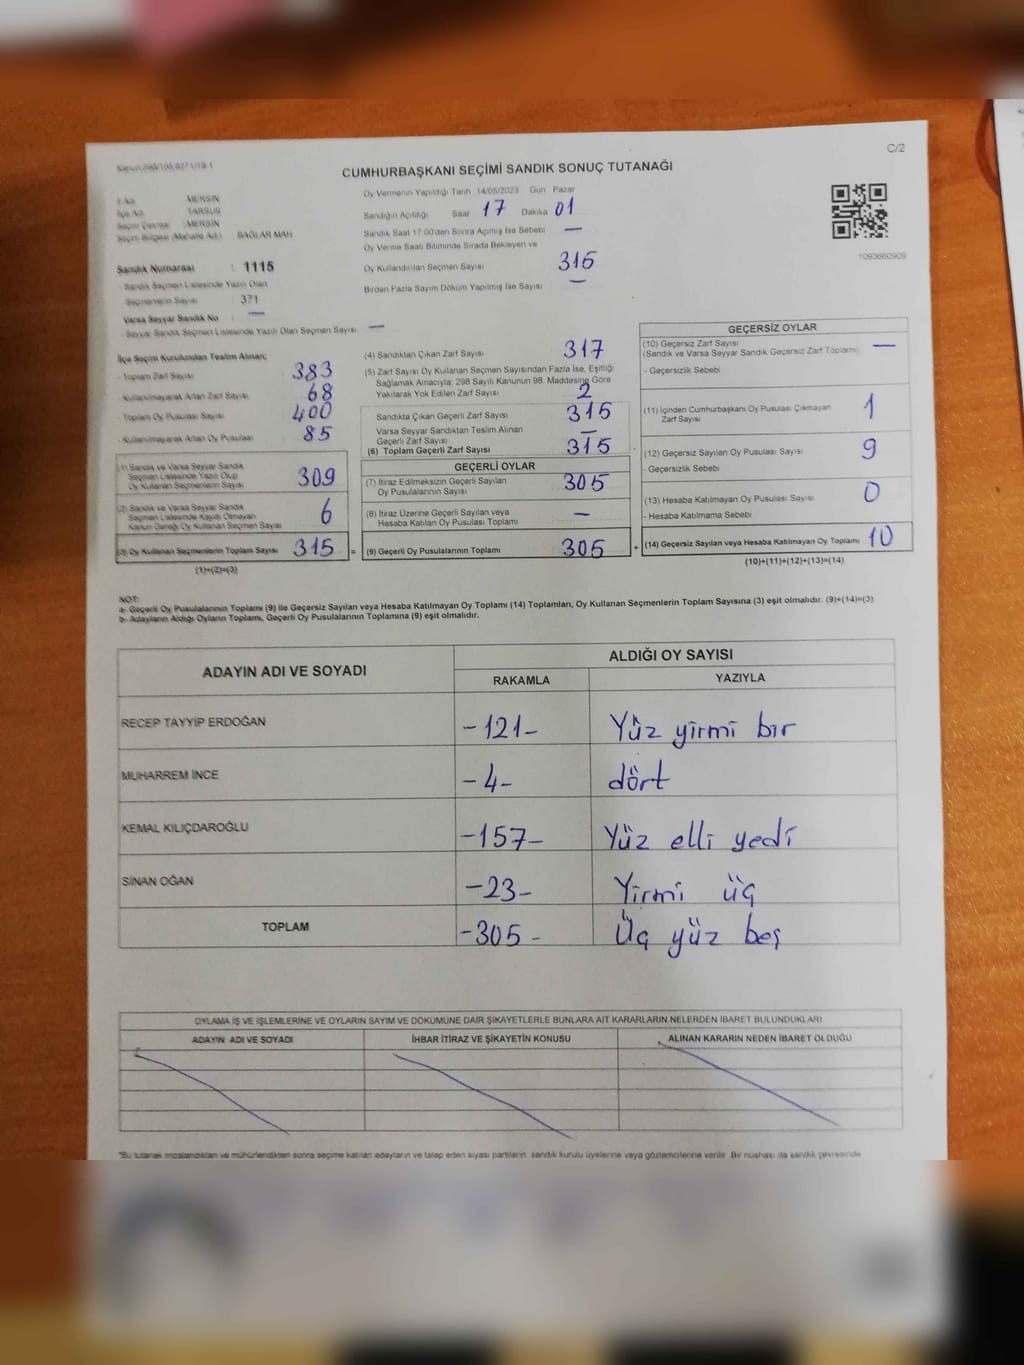 C/2
CUMHURBAŞKANI SEÇİMİ SANDIK SONUÇ TUTANAĞI
İl Adı MERSİN
İlçe Adı TARSUS
Seçim Çevresi MERSİN
Seçim Bölgesi (Mahalle Adı) BAĞLAR MAH
Sandık Numarası : 1115
- Sandık Seçmen Listesinde Yazılı Olan
Seçmenlerin Sayısı : 371
Varsa Seyyar Sandık No : —
- Seyyar Sandık Seçmen Listesinde Yazılı Olan Seçmen Sayısı : —
Oy Vermenin Yapıldığı Tarih 14/05/2023 Gün Pazar
Sandığın Açıldığı Saat 17 Dakika 01
Sandık Saat 17:00'den Sonra Açılmış İse Sebebi —
Oy Verme Saati Bitiminde Sırada Bekleyen ve
Oy Kullandırılan Seçmen Sayısı 315
Birden Fazla Sayım Döküm Yapılmış İse Sayısı —
1093660909
İlçe Seçim Kurulundan Teslim Alınan;
- Toplam Zarf Sayısı 383
- Kullanılmayarak Artan Zarf Sayısı 68
- Toplam Oy Pusulası Sayısı 400
- Kullanılmayarak Artan Oy Pusulası 85
(1) Sandık ve Varsa Seyyar Sandık
Seçmen Listesinde Yazılı Olup
Oy Kullanan Seçmenlerin Sayısı 309
(2) Sandık ve Varsa Seyyar Sandık
Seçmen Listesinde Kayıtlı Olmayan
Kanun Gereği Oy Kullanan Seçmen Sayısı 6
(3) Oy Kullanan Seçmenlerin Toplam Sayısı 315 =
(1)+(2)=(3)
(4) Sandıktan Çıkan Zarf Sayısı 317
(5) Zarf Sayısı Oy Kullanan Seçmen Sayısından Fazla İse, Eşitliği
Sağlamak Amacıyla, 298 Sayılı Kanunun 98. Maddesine Göre
Yakılarak Yok Edilen Zarf Sayısı 2
Sandıkta Çıkan Geçerli Zarf Sayısı 315
Varsa Seyyar Sandıktan Teslim Alınan
Geçerli Zarf Sayısı —
(6) Toplam Geçerli Zarf Sayısı 315
GEÇERLİ OYLAR
(7) İtiraz Edilmeksizin Geçerli Sayılan
Oy Pusulalarının Sayısı 305
(8) İtiraz Üzerine Geçerli Sayılan veya
Hesaba Katılan Oy Pusulası Toplamı —
(9) Geçerli Oy Pusulalarının Toplamı 305 +
GEÇERSİZ OYLAR
(10) Geçersiz Zarf Sayısı —
(Sandık ve Varsa Seyyar Sandık Geçersiz Zarf Toplamı)
- Geçersizlik Sebebi
(11) İçinden Cumhurbaşkanı Oy Pusulası Çıkmayan
Zarf Sayısı 1
(12) Geçersiz Sayılan Oy Pusulası Sayısı 9
- Geçersizlik Sebebi
(13) Hesaba Katılmayan Oy Pusulası Sayısı 0
- Hesaba Katılmama Sebebi
(14) Geçersiz Sayılan veya Hesaba Katılmayan Oy Toplamı 10
(10)+(11)+(12)+(13)=(14)
NOT:
a- Geçerli Oy Pusulalarının Toplamı (9) ile Geçersiz Sayılan veya Hesaba Katılmayan Oy Toplamı (14) Toplamları, Oy Kullanan Seçmenlerin Toplam Sayısına (3) eşit olmalıdır. (9)+(14)=(3)
b- Adayların Aldığı Oyların Toplamı, Geçerli Oy Pusulalarının Toplamına (9) eşit olmalıdır.
ADAYIN ADI VE SOYADI
ALDIĞI OY SAYISI
RAKAMLA YAZIYLA
RECEP TAYYİP ERDOĞAN -121- Yüz yirmi bir
MUHARREM İNCE -4- dört
KEMAL KILIÇDAROĞLU -157- Yüz elli yedi
SİNAN OĞAN -23- Yirmi üç
TOPLAM -305- Üç yüz beş
OYLAMA İŞ VE İŞLEMLERİNE VE OYLARIN SAYIM VE DÖKÜMÜNE DAİR ŞİKAYETLERLE BUNLARA AİT KARARLARIN NELERDEN İBARET BULUNDUKLARI
ADAYIN ADI VE SOYADI İHBAR İTİRAZ VE ŞİKAYETİN KONUSU ALINAN KARARIN NEDEN İBARET OLDUĞU
"Bu tutanak imzalandıktan ve mühürlendikten sonra seçime katılan adayların ve talep eden siyasi partilerin sandık kurulu üyelerine veya gözlemcilerine verilir. Bir nüshası da sandık çevresinde